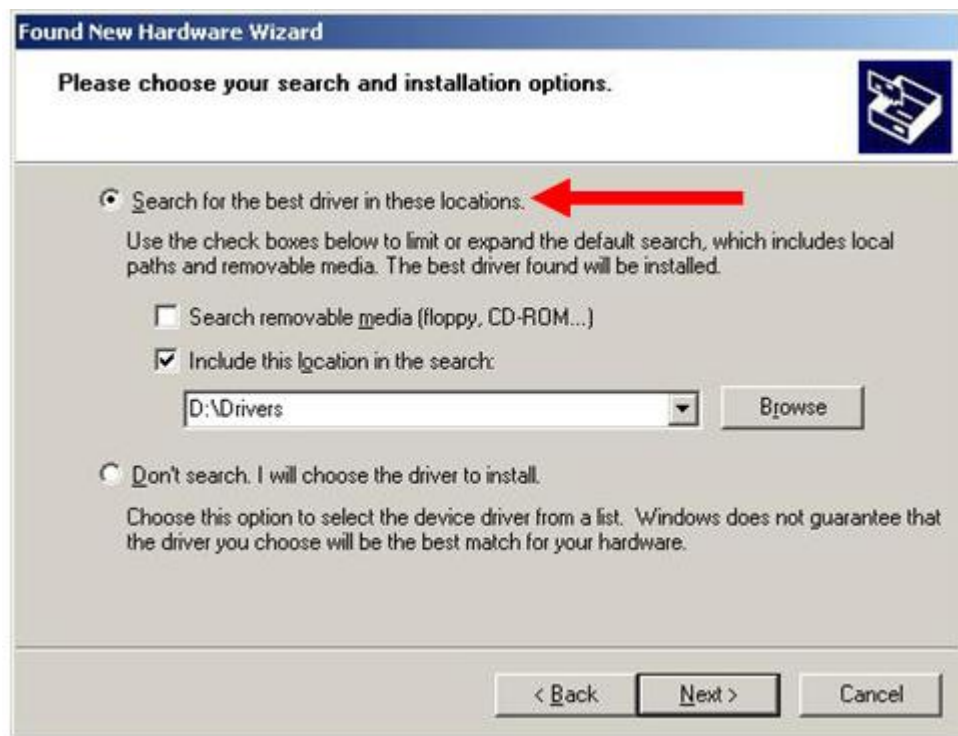 Found New Hardware Wizard
Please choose your search and installation options.
Search for the best driver in these locations.
Use the check boxes below to limit or expand the default search, which includes local
paths and removable media. The best driver found will be installed.
Search removable media (floppy, CD-ROM...)
Include this location in the search:
D:\Drivers
Browse
Don't search. I will choose the driver to install.
Choose this option to select the device driver from a list. Windows does not guarantee that
the driver you choose will be the best match for your hardware.
< Back
Next >
Cancel